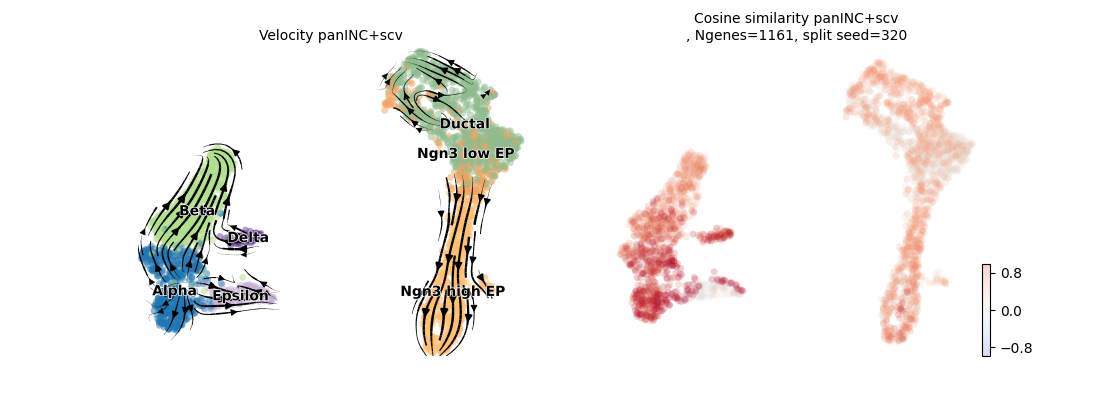 Velocity panINC+scv
Ductal
Ngn3 low EP
Beta
Delta
Alpha
Epsilon
Ngn3 high EP
Cosine similarity panINC+scv
, Ngenes=1161, split seed=320
0.8
0.0
−0.8